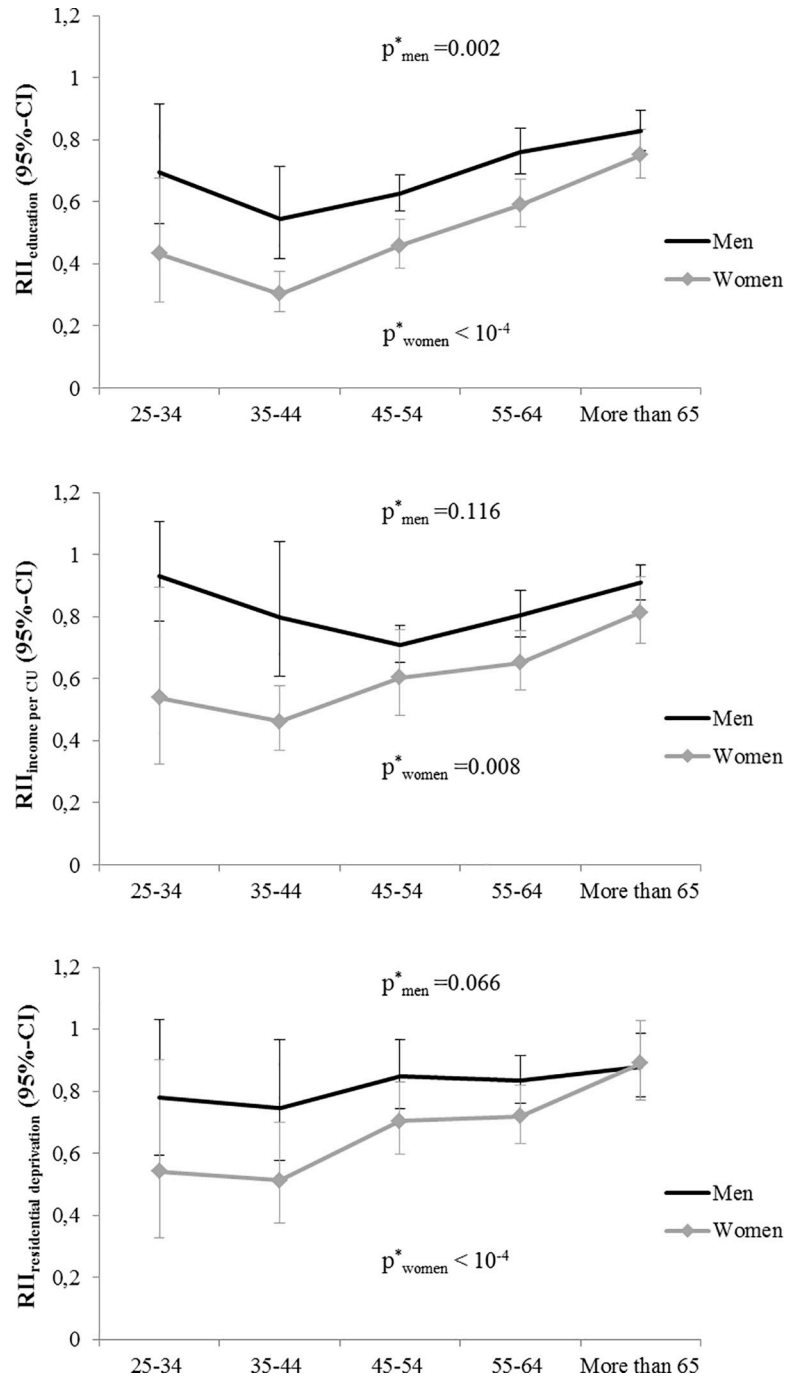 1,2
p*men =0.002
1
0,8
0,6
0,4
0,2
0
RIIeducation (95%-CI)
Men
Women
p*women < 10-4
25-34 35-44 45-54 55-64 More than 65
1,2
p*men =0.116
1
0,8
0,6
0,4
0,2
0
RIIincome per CU (95%-CI)
Men
Women
p*women =0.008
25-34 35-44 45-54 55-64 More than 65
1,2
p*men =0.066
1
0,8
0,6
0,4
0,2
0
RIIresidential deprivation (95%-CI)
Men
Women
p*women < 10-4
25-34 35-44 45-54 55-64 More than 65